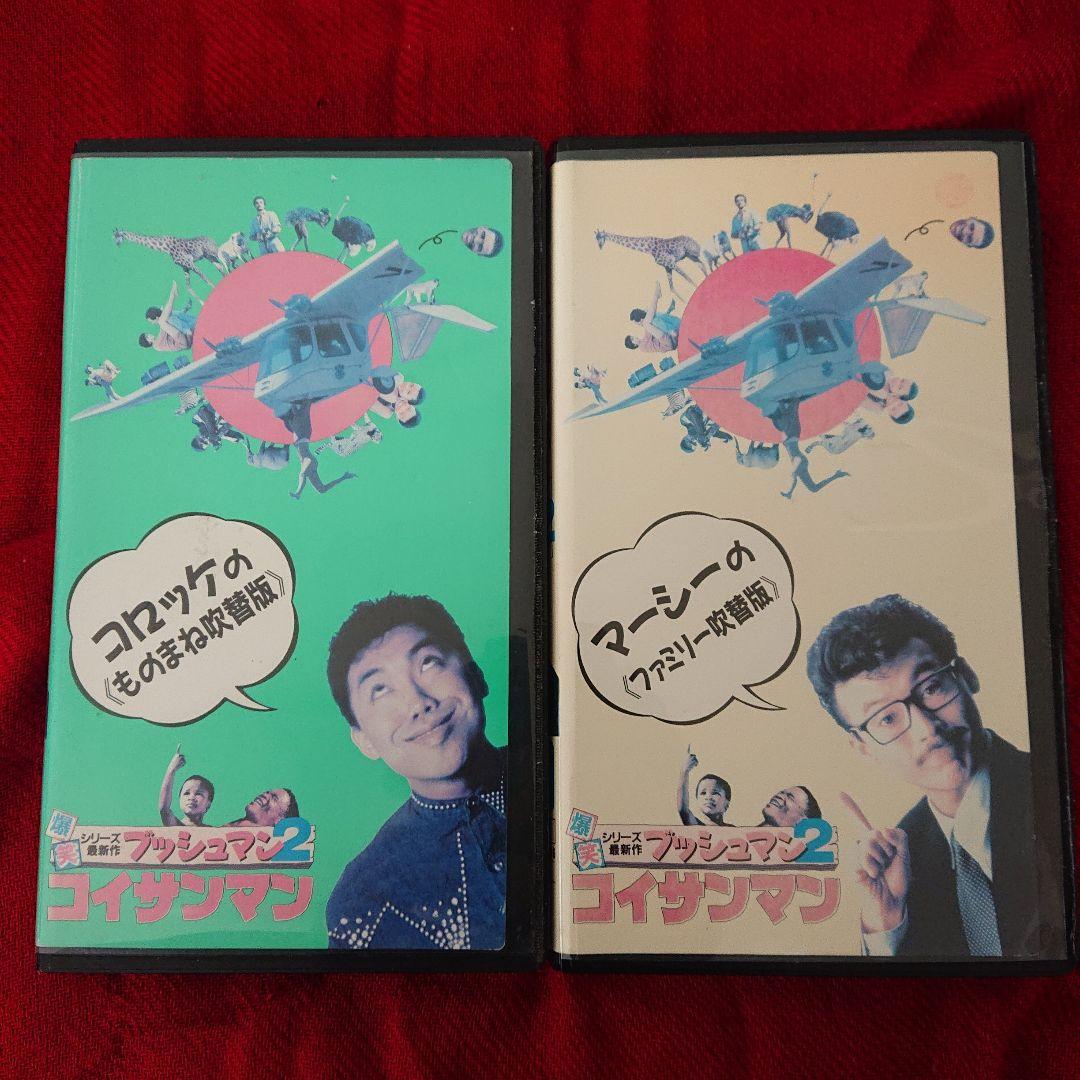 コロッケの
《ものまね吹替版》
爆笑
シリーズ
最新作
ブッシュマン2
コイサンマン
マーシーの
《ファミリー吹替版》
爆笑
シリーズ
最新作
ブッシュマン2
コイサンマン